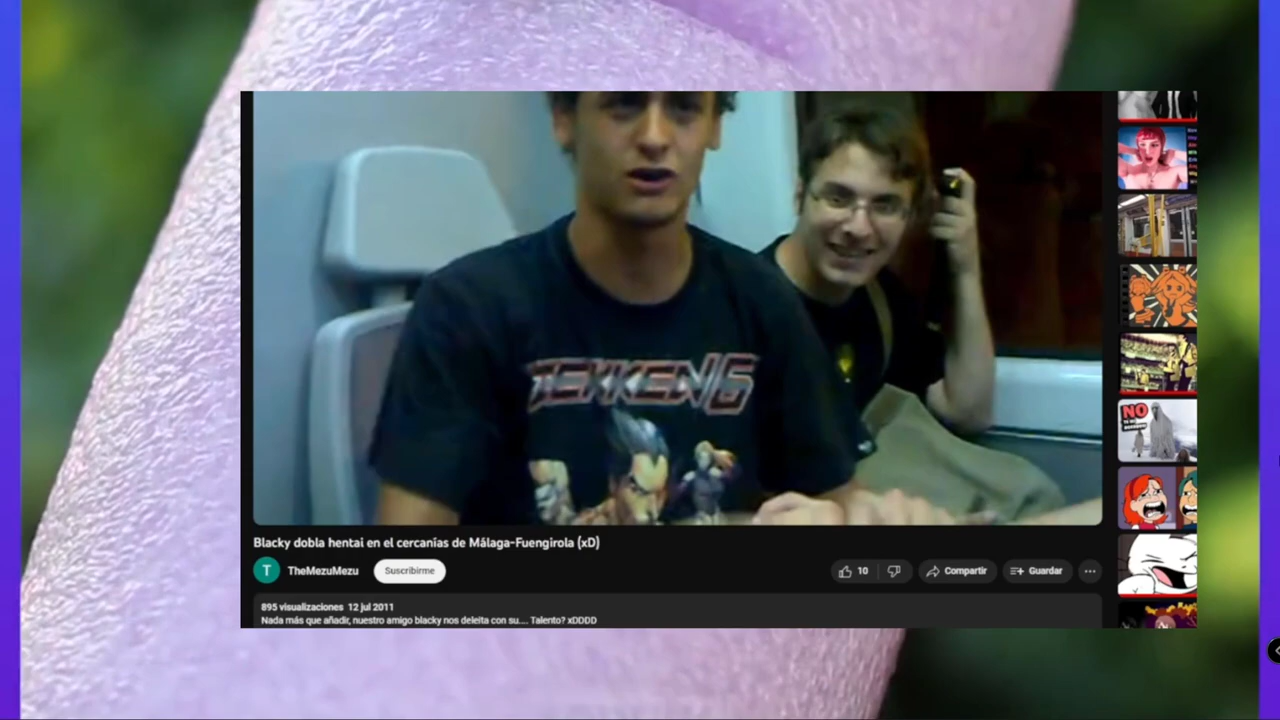 TEKKEN 6
NO
Blacky dobla hentai en el cercanías de Málaga-Fuengirola (xD)
T
TheMezuMezu
Suscribirme
10
Compartir
Guardar
895 visualizaciones 12 jul 2011
Nada más que añadir, nuestro amigo blacky nos deleita con su.... Talento? xDDDD